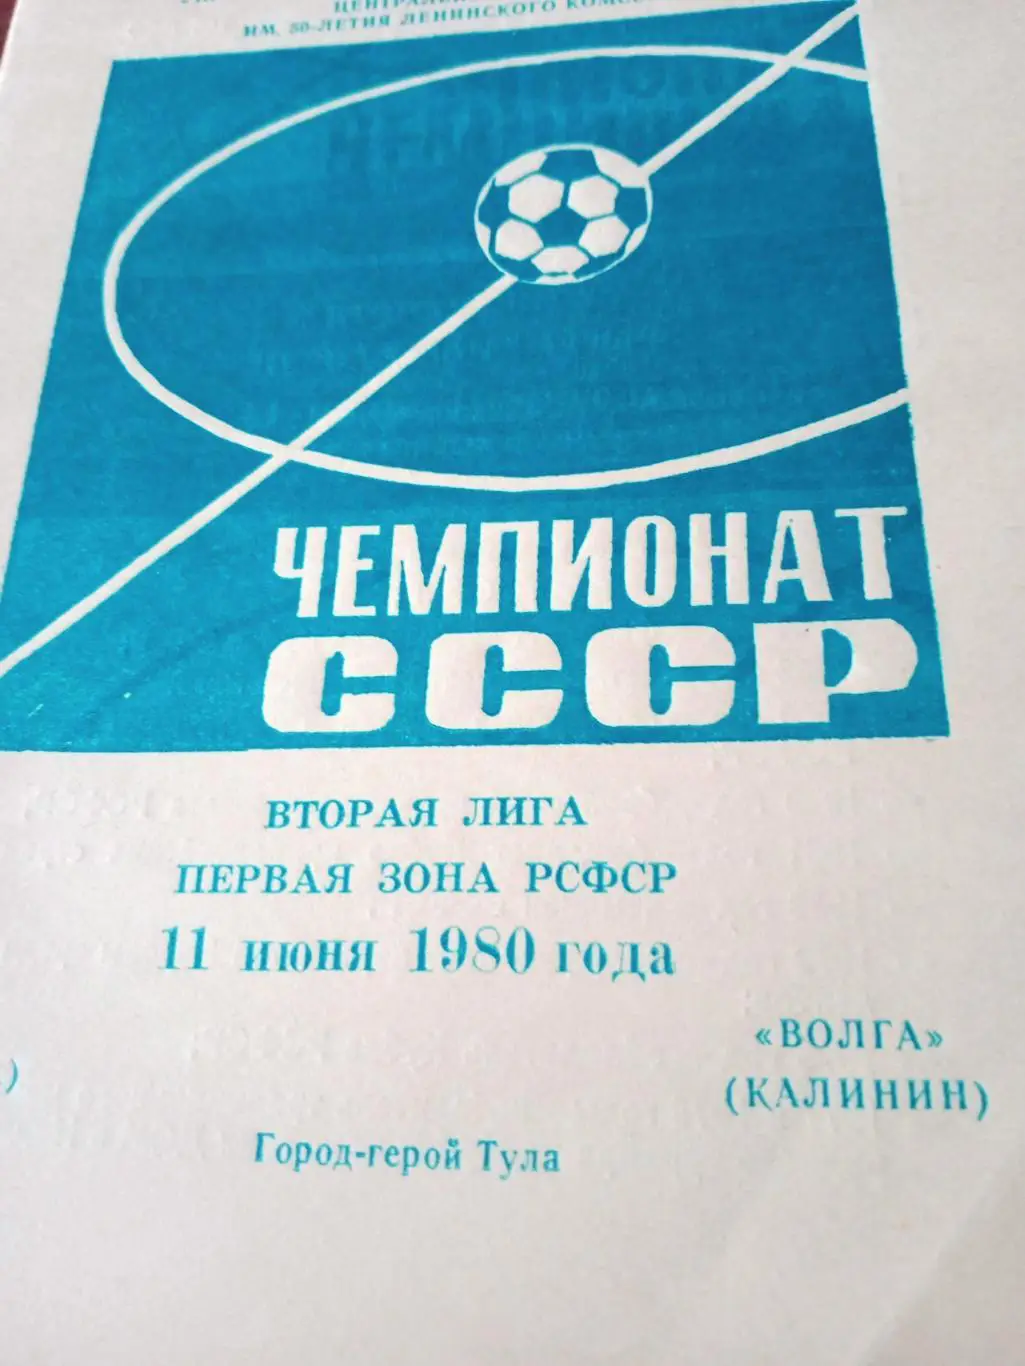 ИМ. 50-ЛЕТИЯ ЛЕНИНСКОГО
ЧЕМПИОНАТ
СССР
ВТОРАЯ ЛИГА
ПЕРВАЯ ЗОНА РСФСР
11 июня 1980 года
«ВОЛГА»
(КАЛИНИН)
Город-герой Тула